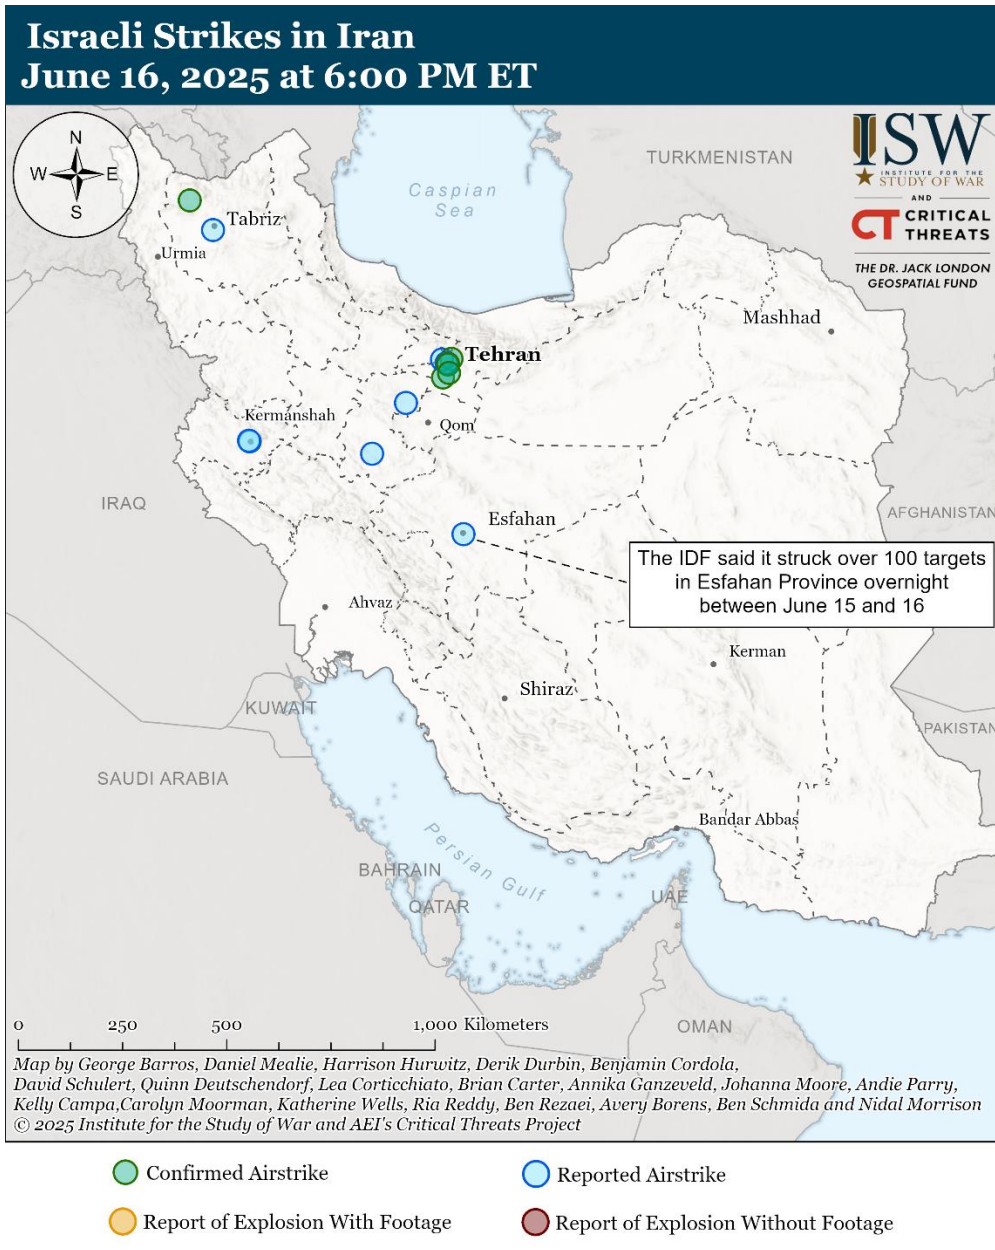 Israeli Strikes in Iran
June 16, 2025 at 6:00 PM ET
N
W E
S
ISW
INSTITUTE FOR THE
STUDY OF WAR
AND
CT CRITICAL
THREATS
THE DR. JACK LONDON
GEOSPATIAL FUND
TURKMENISTAN
Caspian
Sea
Tabriz
Urmia
Mashhad
Tehran
Kermanshah
Qom
IRAQ
AFGHANISTAN
Esfahan
The IDF said it struck over 100 targets
in Esfahan Province overnight
between June 15 and 16
Ahvaz
Kerman
Shiraz
KUWAIT
PAKISTAN
SAUDI ARABIA
Bandar Abbas
Persian Gulf
BAHRAIN
QATAR
UAE
OMAN
0 250 500 1,000 Kilometers
Map by George Barros, Daniel Mealie, Harrison Hurwitz, Derik Durbin, Benjamin Cordola,
David Schulert, Quinn Deutschendorf, Lea Corticchiato, Brian Carter, Annika Ganzeveld, Johanna Moore, Andie Parry,
Kelly Campa,Carolyn Moorman, Katherine Wells, Ria Reddy, Ben Rezaei, Avery Borens, Ben Schmida and Nidal Morrison
© 2025 Institute for the Study of War and AEI's Critical Threats Project
Confirmed Airstrike
Reported Airstrike
Report of Explosion With Footage
Report of Explosion Without Footage